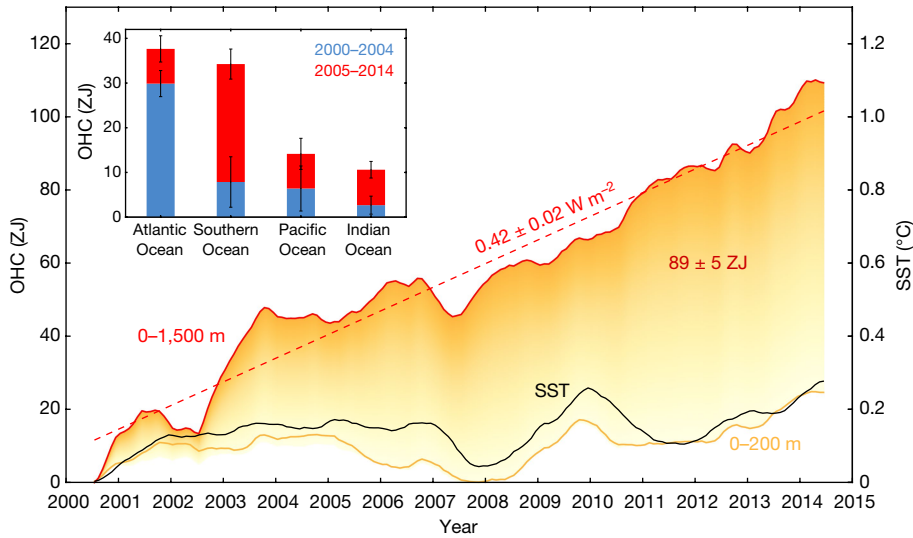 120
100
80
60
40
20
0
OHC (ZJ)
40
30
20
10
0
OHC (ZJ)
2000–2004
2005–2014
Atlantic Ocean
Southern Ocean
Pacific Ocean
Indian Ocean
0.42 ± 0.02 W m⁻²
89 ± 5 ZJ
0–1,500 m
SST
0–200 m
1.2
1.0
0.8
0.6
0.4
0.2
0
SST (°C)
2000 2001 2002 2003 2004 2005 2006 2007 2008 2009 2010 2011 2012 2013 2014 2015
Year